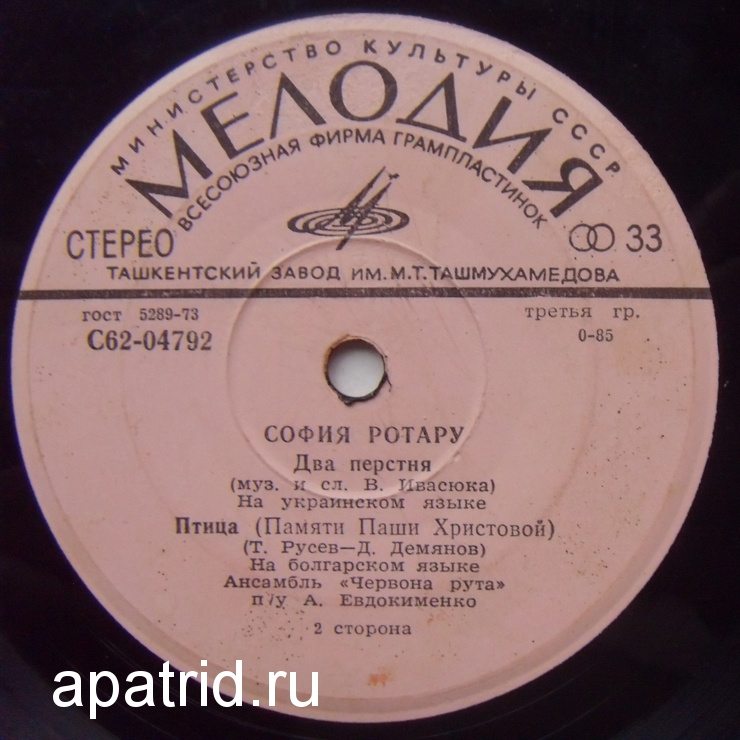 МИНИСТЕРСТВО КУЛЬТУРЫ СССР
МЕЛОДИЯ
ВСЕСОЮЗНАЯ ФИРМА ГРАМПЛАСТИНОК
СТЕРЕО 33
ТАШКЕНТСКИЙ ЗАВОД ИМ. М.Т.ТАШМУХАМЕДОВА
гост 5289-73 третья гр.
С62-04792 0-85
СОФИЯ РОТАРУ
Два перстня
(муз. и сл. В. Ивасюка)
На украинском языке
Птица (Памяти Паши Христовой)
(Т. Русев—Д. Демянов)
На болгарском языке
Ансамбль «Червона рута»
п/у А. Евдокименко
2 сторона
apatrid.ru